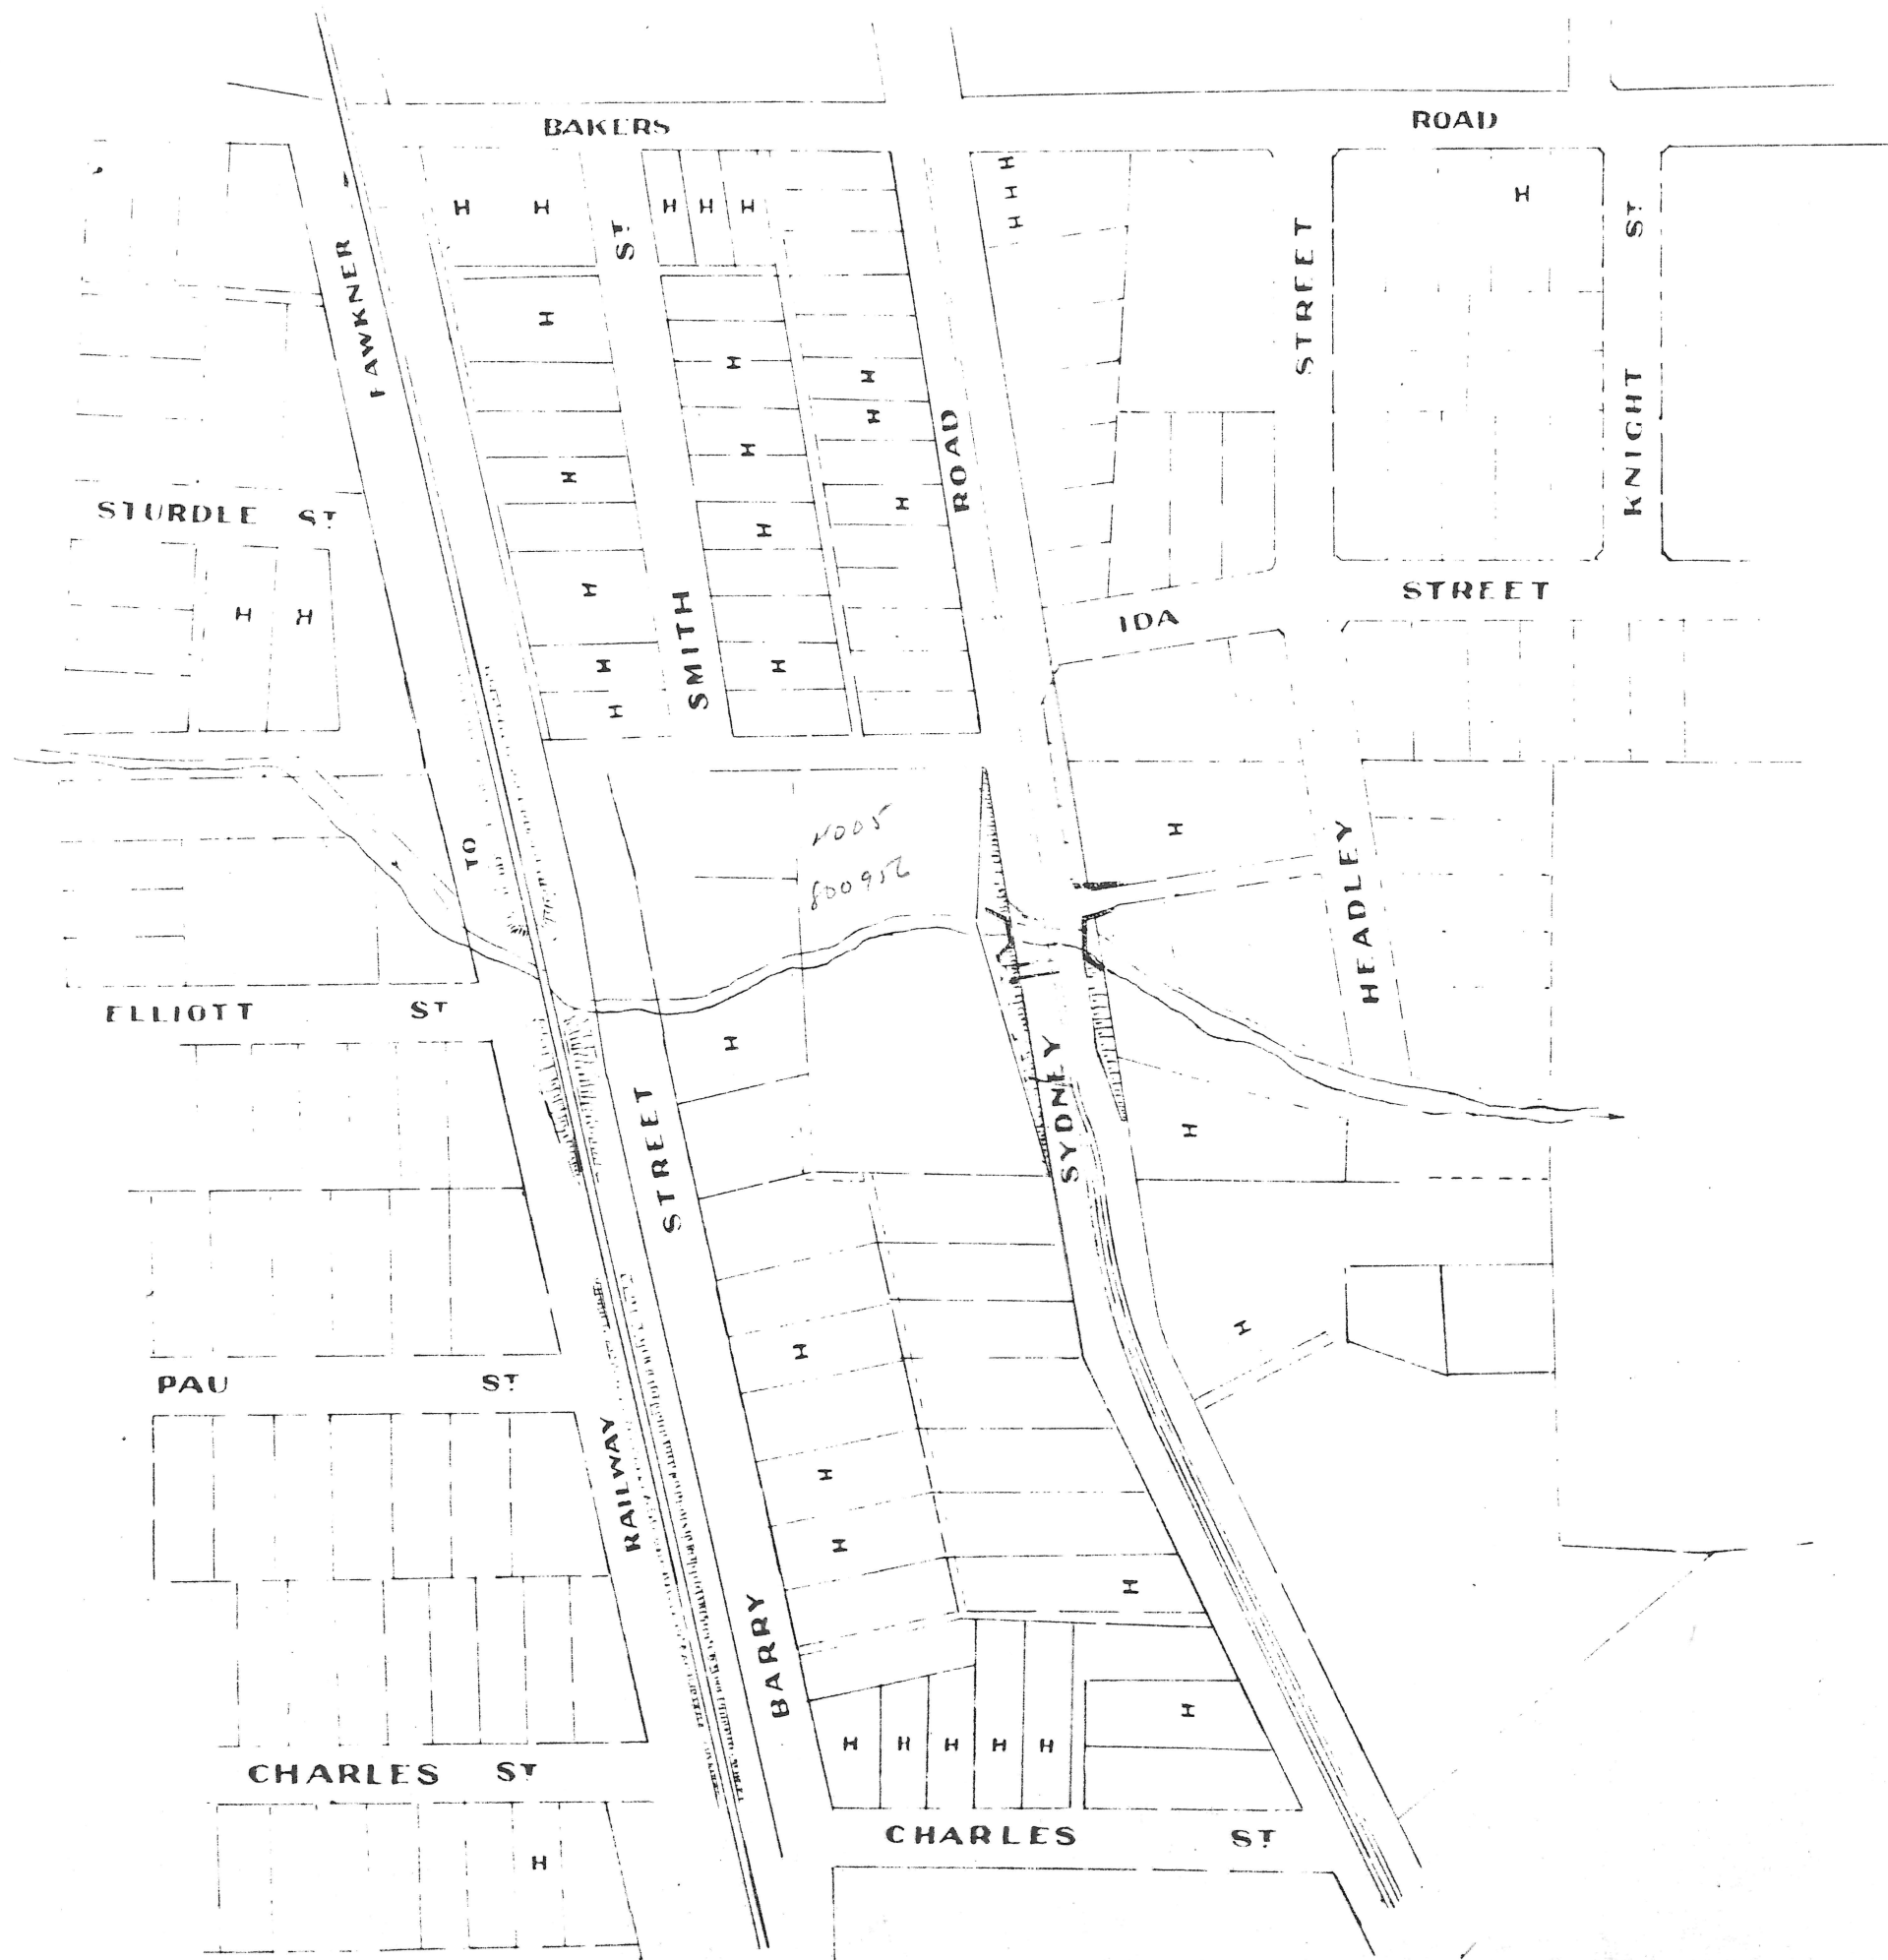 BAKERS ROAD
H H ST H H H
H H H
H
STREET
ST
FAWKNER
H
H
H
H
ROAD
KNIGHT
H
H
H
H
STURDLE ST
H
H H
H
SMITH
STREET
IDA
H
H
H
TO
H
HEADLEY
ELLIOTT ST
H
STREET
SYDNEY
H
PAU ST
H
H
RAILWAY
H
H
H
BARRY
H
H H H H H
CHARLES ST
CHARLES ST
H